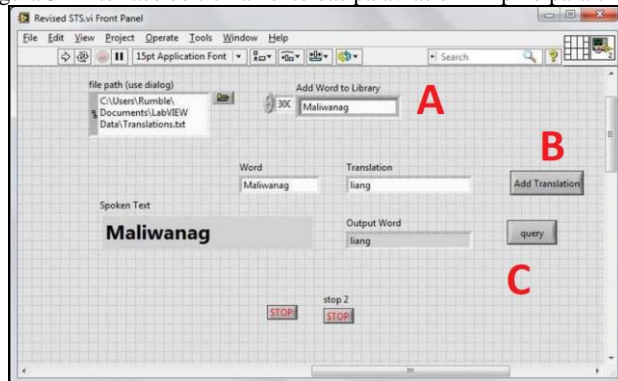 Revised STS.vi Front Panel
File Edit View Project Operate Tools Window Help
15pt Application Font Search
2
file path (use dialog)
C:\Users\Rumble\
Documents\LabVIEW
Data\Translations.txt
Add Word to Library
30C Maliwanag
A
B
Word Translation
Maliwanag liang
Add Translation
Spoken Text
Maliwanag
Output Word
liang
query
C
stop 2
STOP STOP